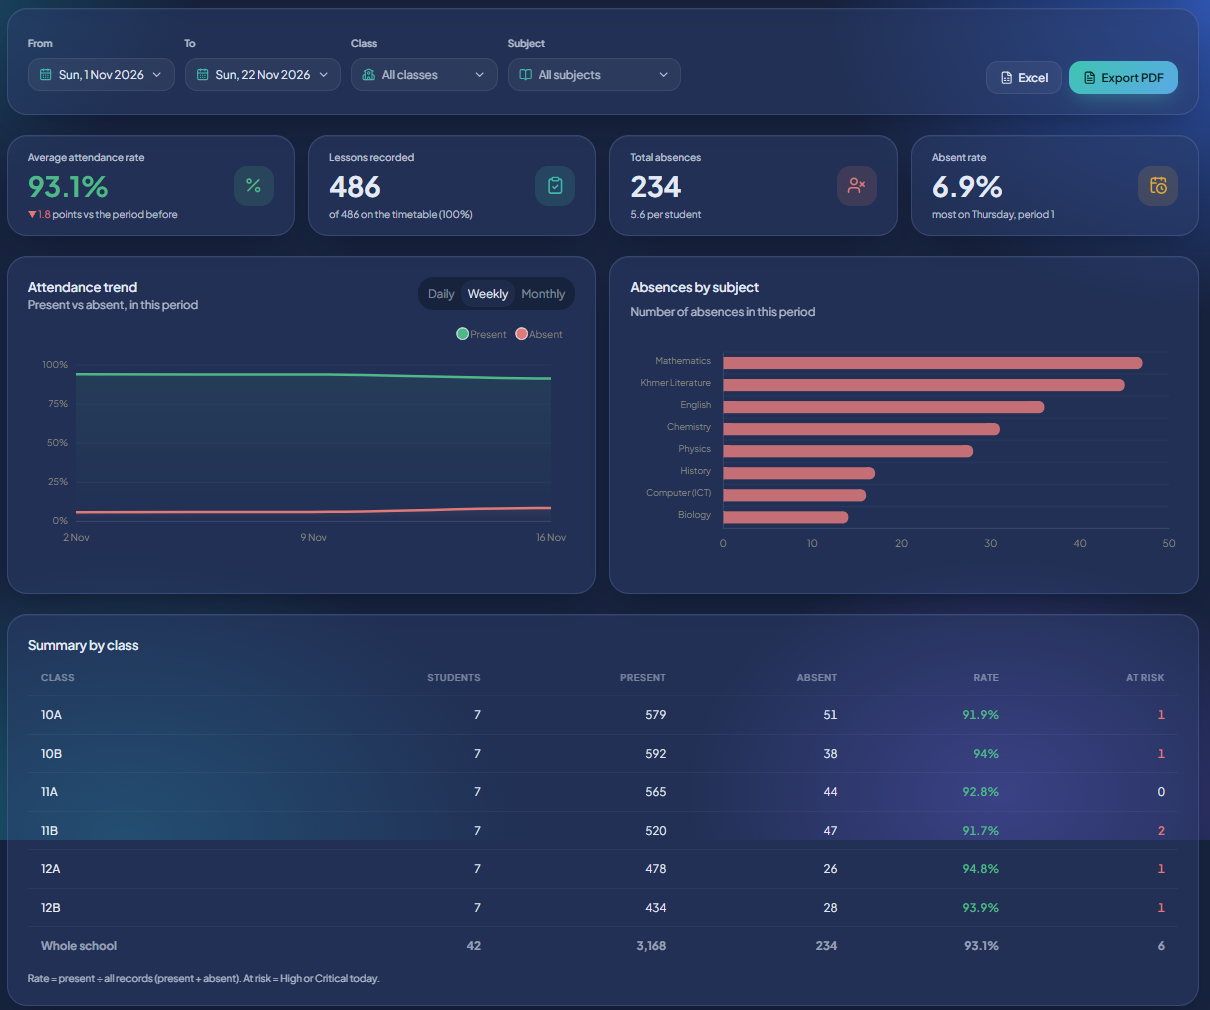 From
To
Class
Subject
Sun, 1 Nov 2026
Sun, 22 Nov 2026
All classes
All subjects
Excel
Export PDF
Average attendance rate
93.1%
▼1.8 points vs the period before
Lessons recorded
486
of 486 on the timetable (100%)
Total absences
234
5.6 per student
Absent rate
6.9%
most on Thursday, period 1
Attendance trend
Present vs absent, in this period
Daily Weekly Monthly
Present Absent
100%
75%
50%
25%
0%
2 Nov 9 Nov 16 Nov
Absences by subject
Number of absences in this period
Mathematics
Khmer Literature
English
Chemistry
Physics
History
Computer (ICT)
Biology
0 10 20 30 40 50
Summary by class
CLASS STUDENTS PRESENT ABSENT RATE AT RISK
10A 7 579 51 91.9% 1
10B 7 592 38 94% 1
11A 7 565 44 92.8% 0
11B 7 520 47 91.7% 2
12A 7 478 26 94.8% 1
12B 7 434 28 93.9% 1
Whole school 42 3,168 234 93.1% 6
Rate = present ÷ all records (present + absent). At risk = High or Critical today.